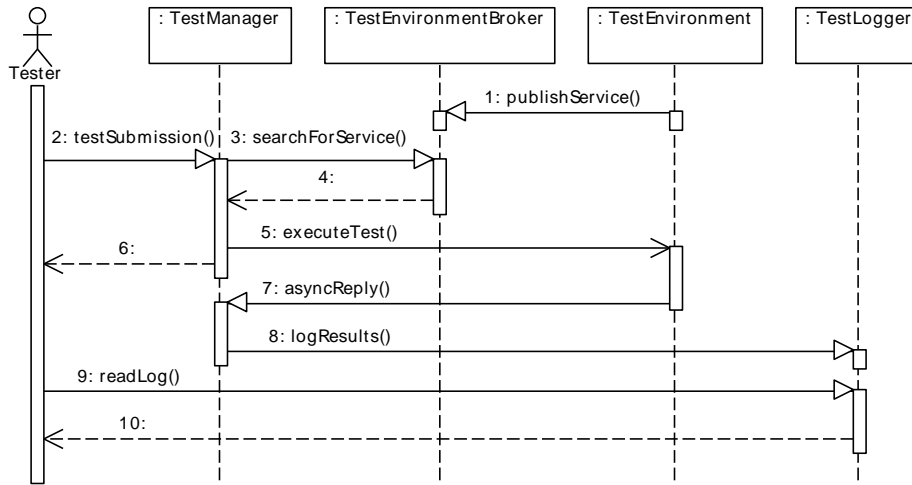 : TestManager
: TestEnvironmentBroker
: TestEnvironment
: TestLogger
Tester
1: publishService()
2: testSubmission()
3: searchForService()
4:
5: executeTest()
6:
7: asyncReply()
8: logResults()
9: readLog()
10: